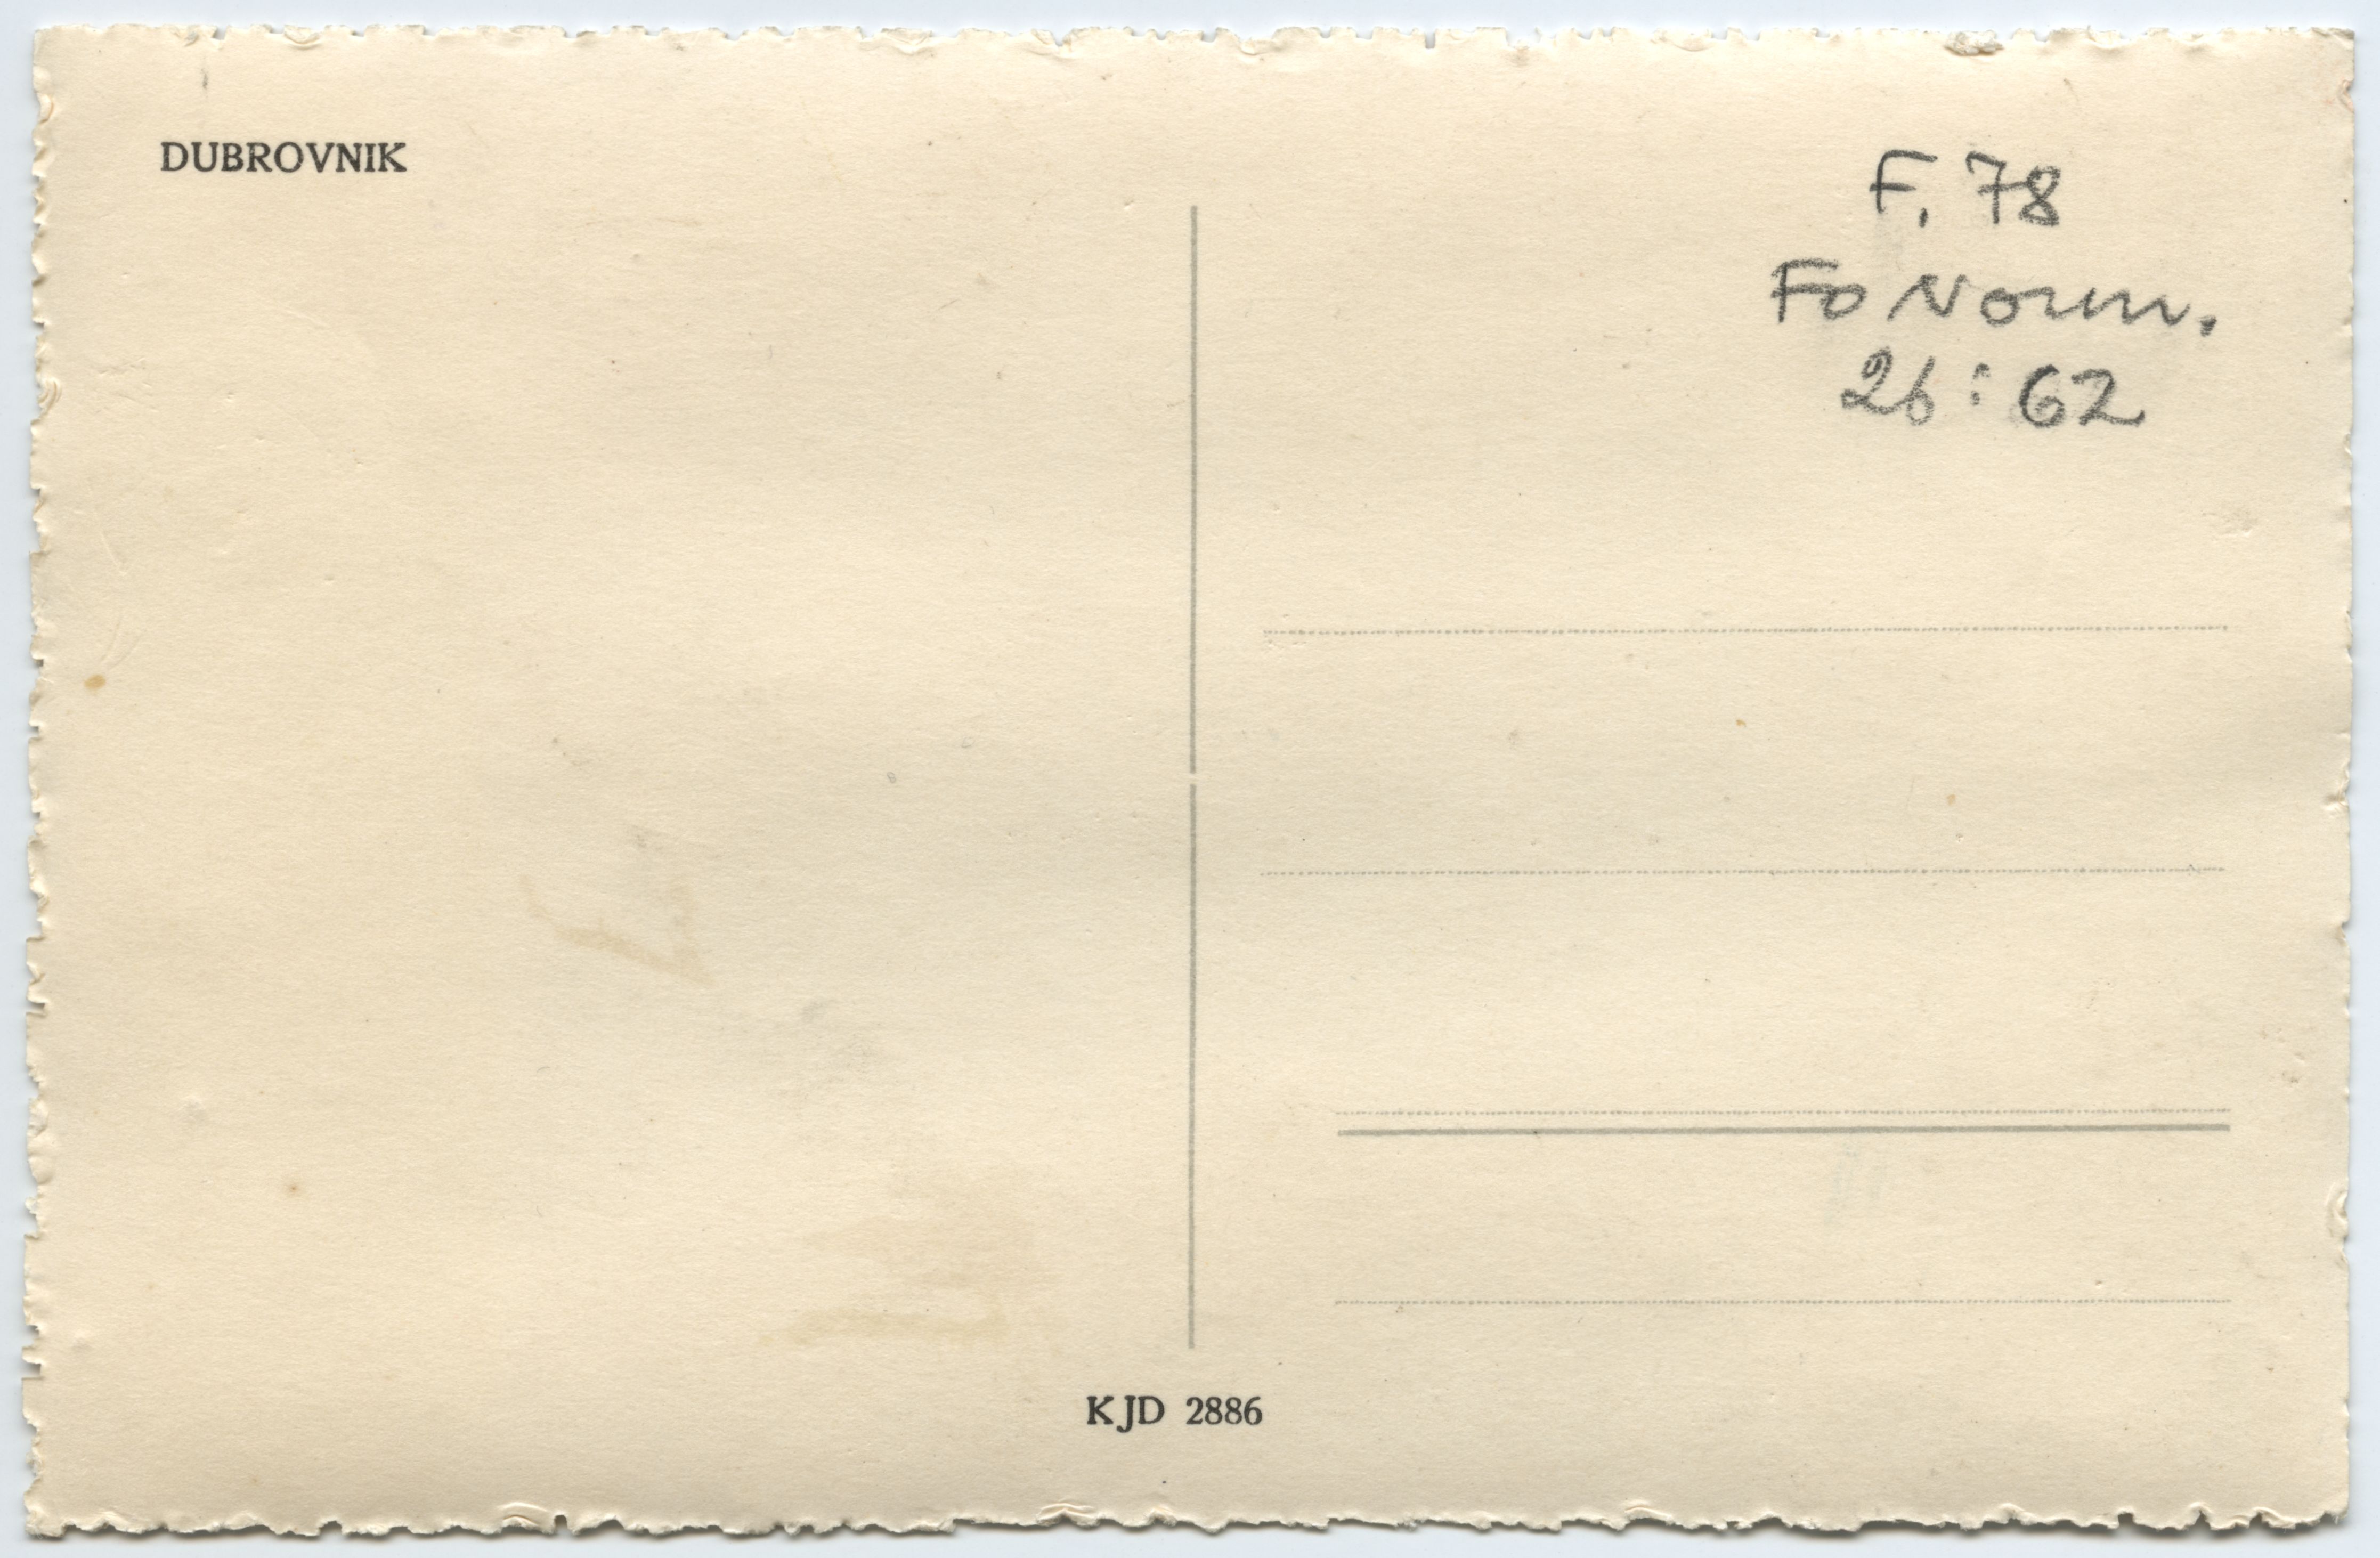 DUBROVNIK
F. 78
Fo Norm.
26:62
KJD 2886